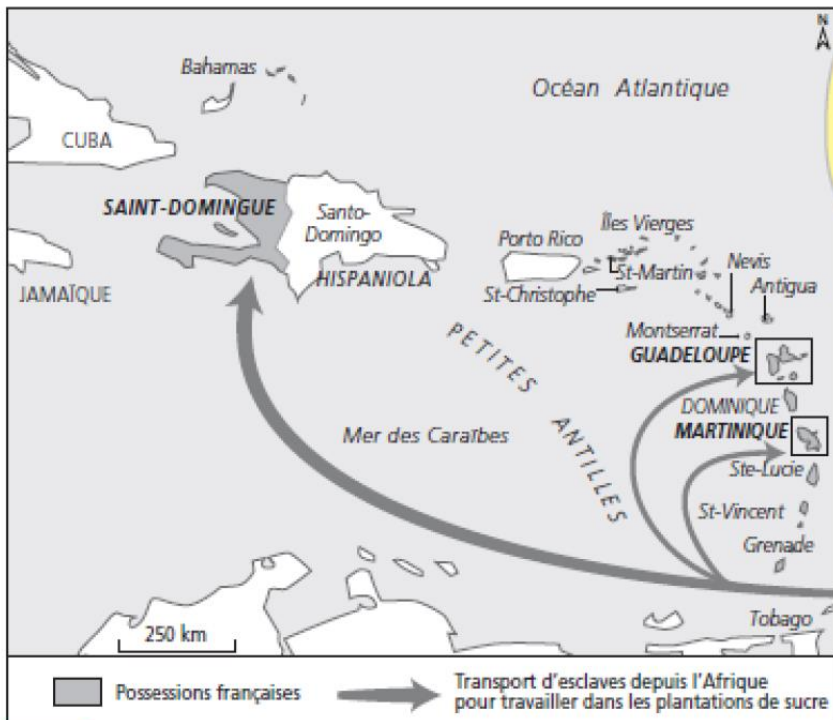 N
Bahamas
Océan Atlantique
CUBA
SAINT-DOMINGUE
Santo-
Domingo
HISPANIOLA
JAMAÏQUE
Porto Rico
Îles Vierges
St-Martin
St-Christophe
Nevis
Antigua
Montserrat
GUADELOUPE
DOMINIQUE
MARTINIQUE
Ste-Lucie
St-Vincent
Grenade
Tobago
PETITES ANTILLES
Mer des Caraïbes
250 km
Possessions françaises
Transport d'esclaves depuis l'Afrique
pour travailler dans les plantations de sucre